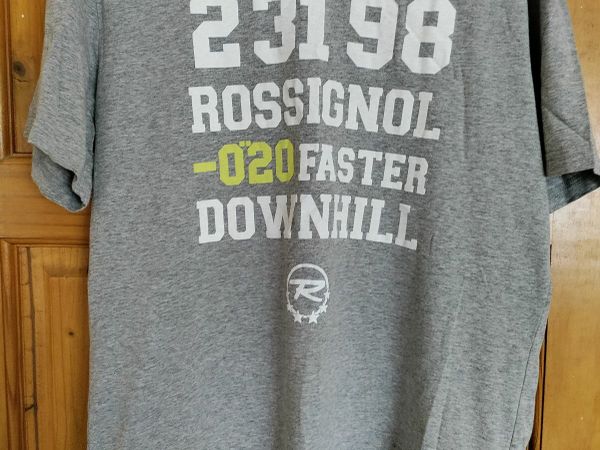 23198
ROSSIGNOL
-0"20 FASTER
DOWNHILL
R